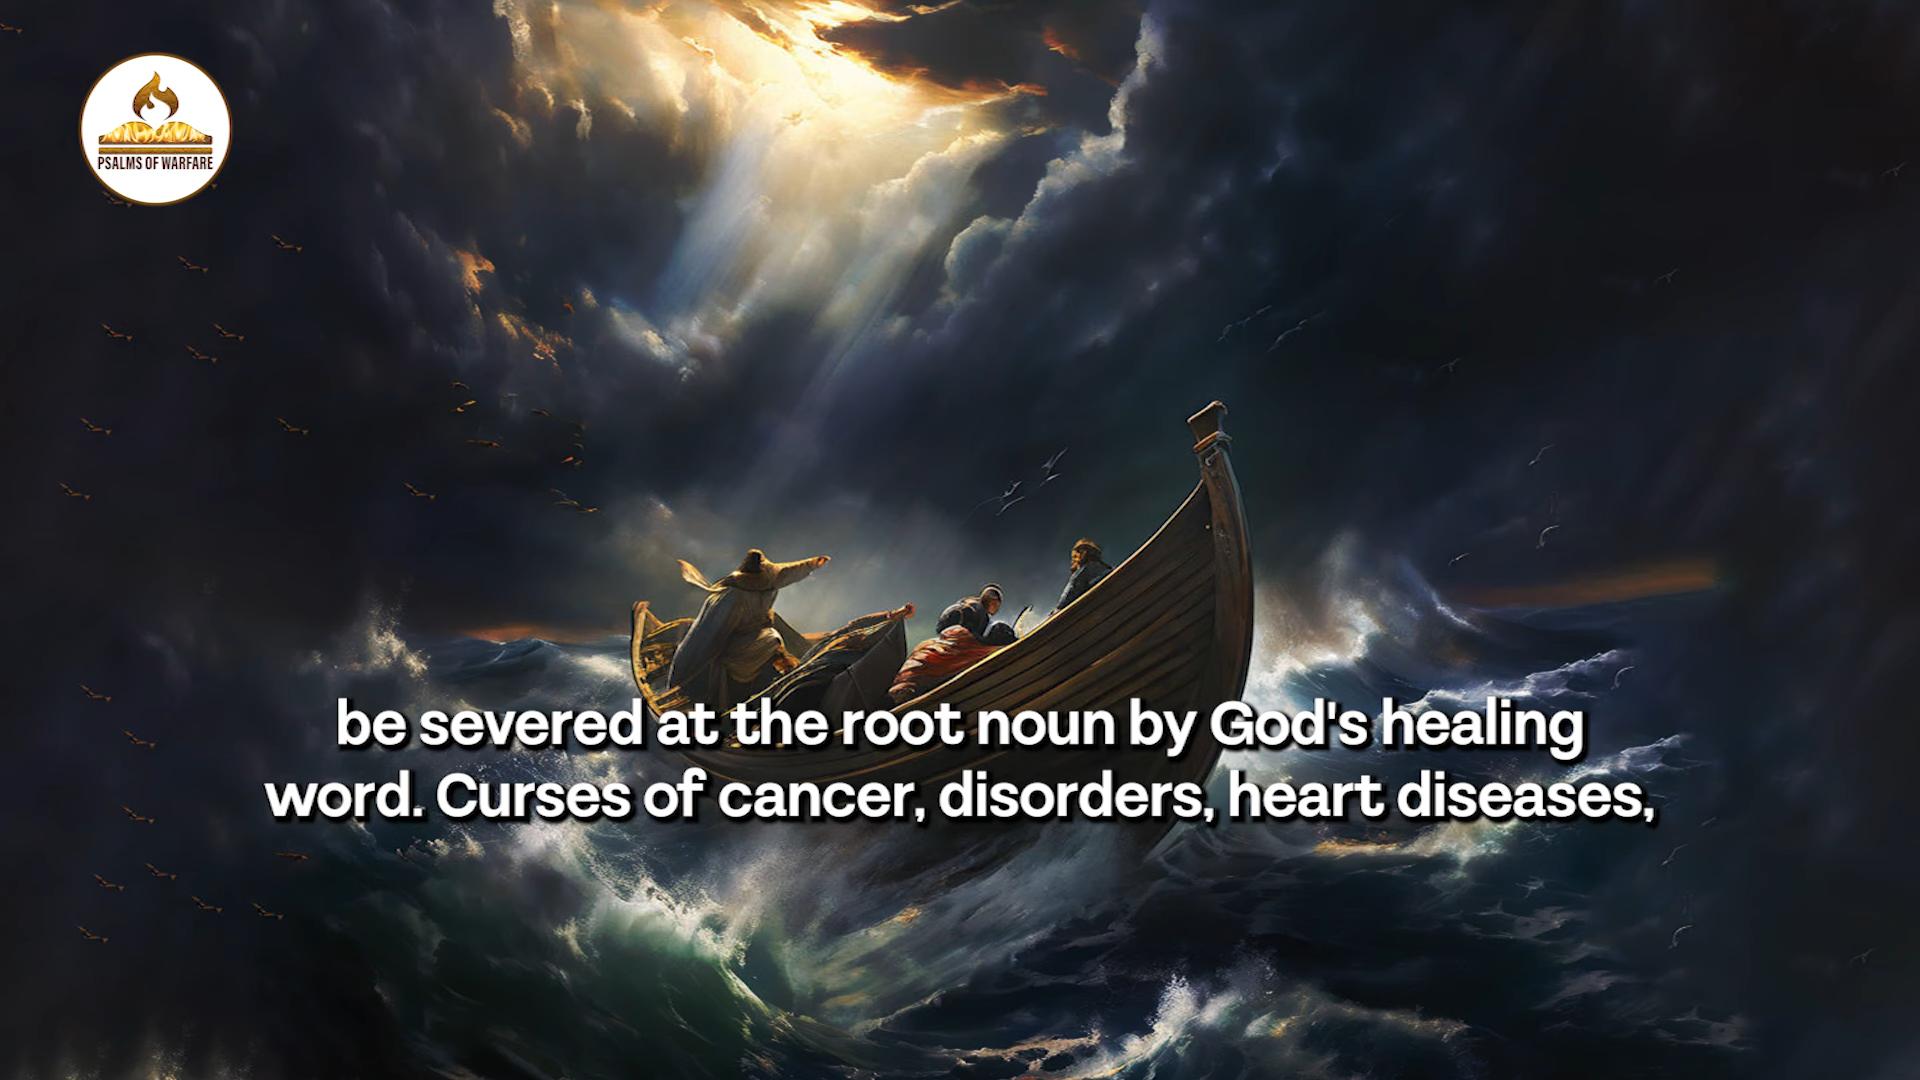 PSALMS OF WARFARE
be severed at the root noun by God's healing
word. Curses of cancer, disorders, heart diseases,